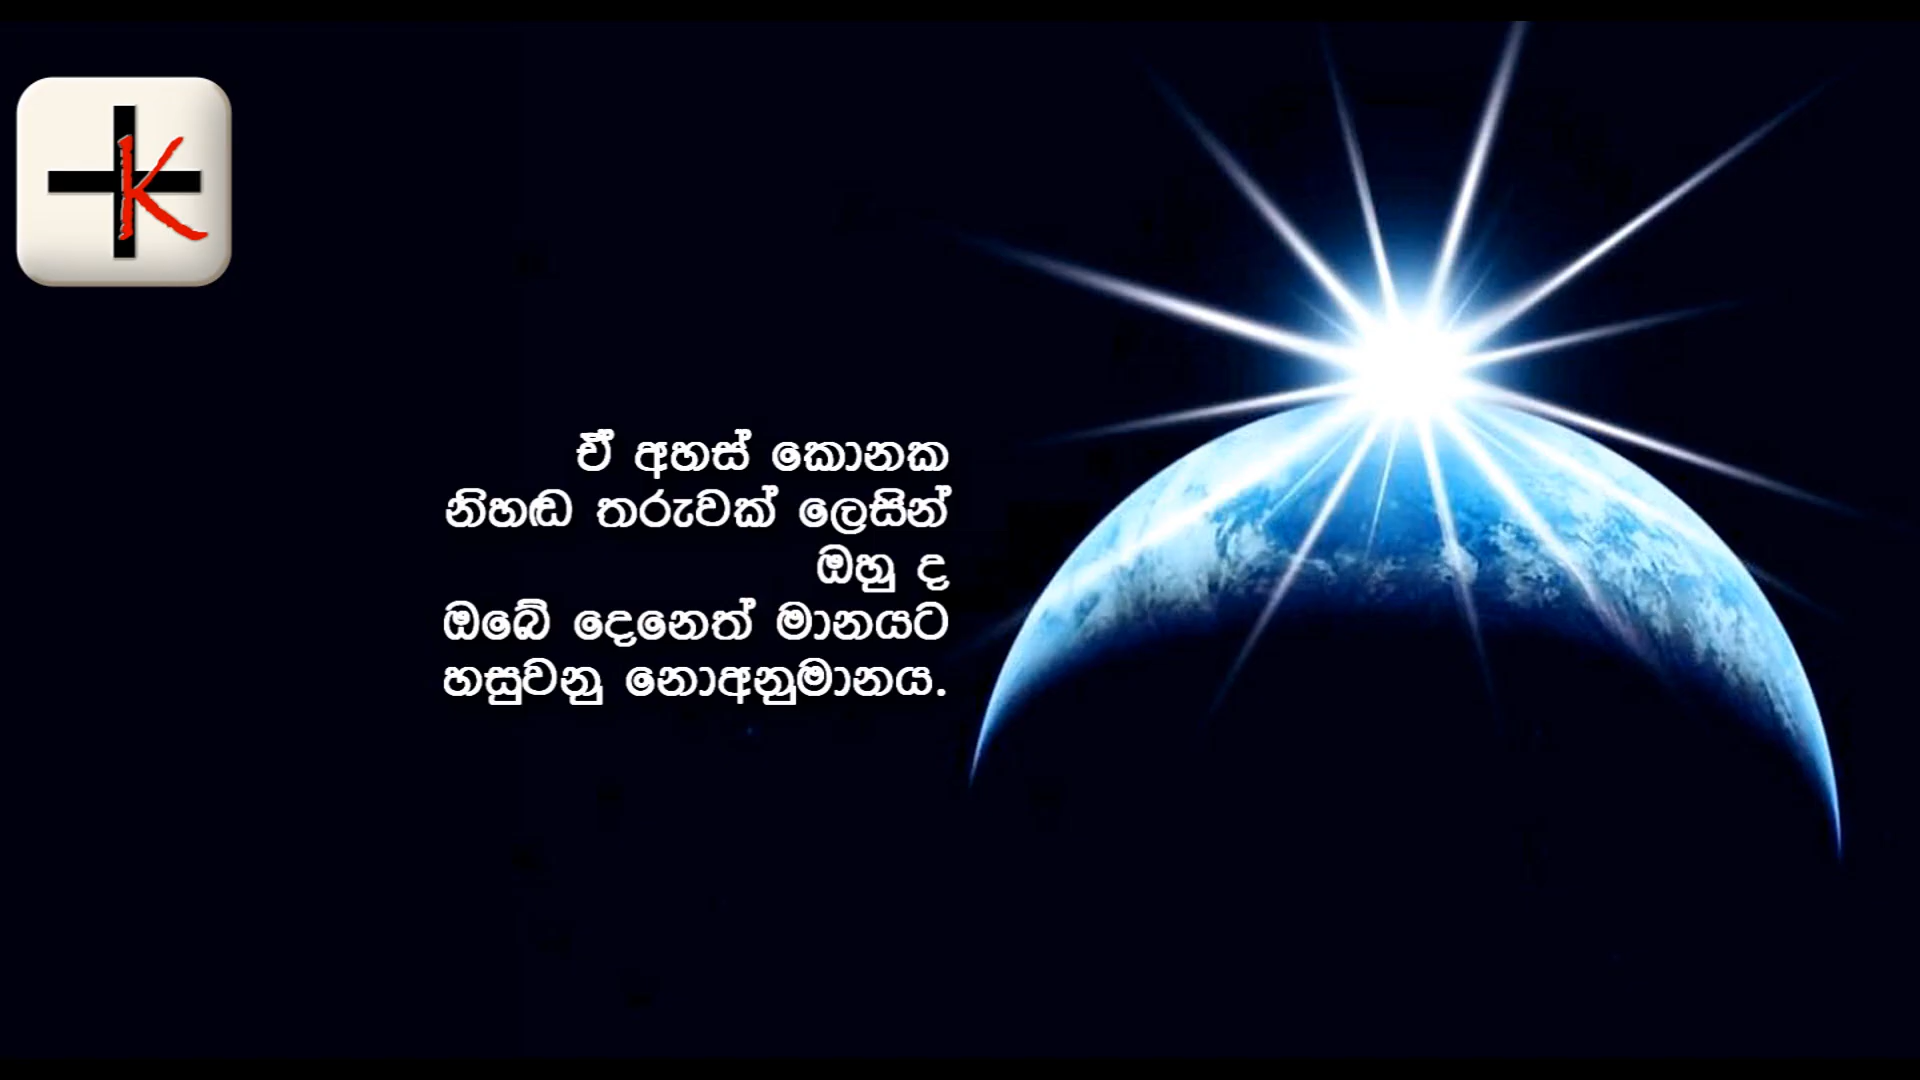 K
ඒ අහස් කොනක
නිහඬ තරුවක් ලෙසින්
ඔහු ද
ඔබේ දෙනෙත් මානයට
හසුවනු නොඅනුමානය.